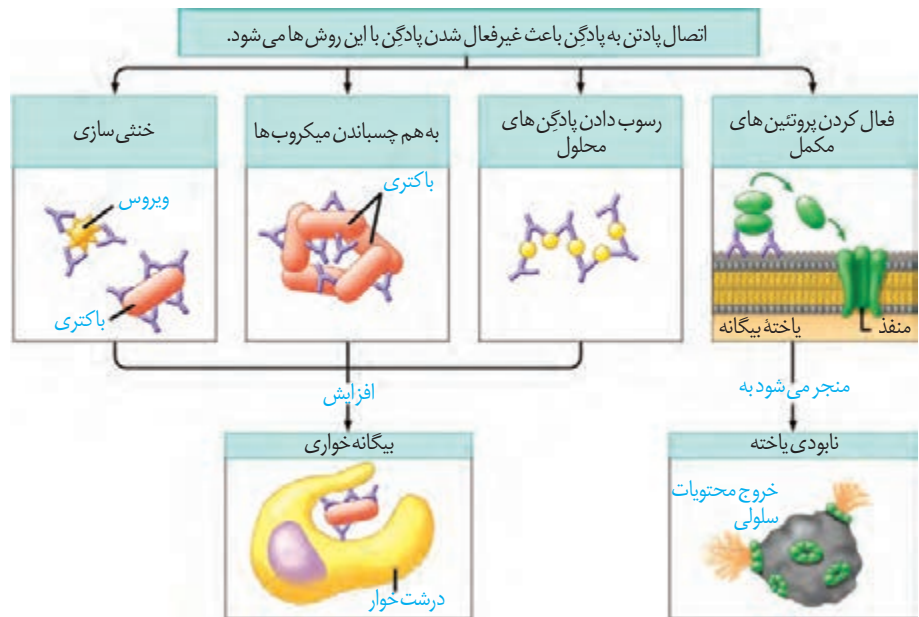 اتصال پادتن به پادگِن باعث غیرفعال شدن پادگِن با این روش ها می شود.
فعال کردن پروتئین های
مکمل
رسوب دادن پادگِن های
محلول
به هم چسباندن میکروب ها
خنثی سازی
باکتری
ویروس
باکتری
منفذ
یاختهٔ بیگانه
منجر می شود به
افزایش
نابودی یاخته
بیگانه خواری
خروج محتویات
سلولی
درشت خوار